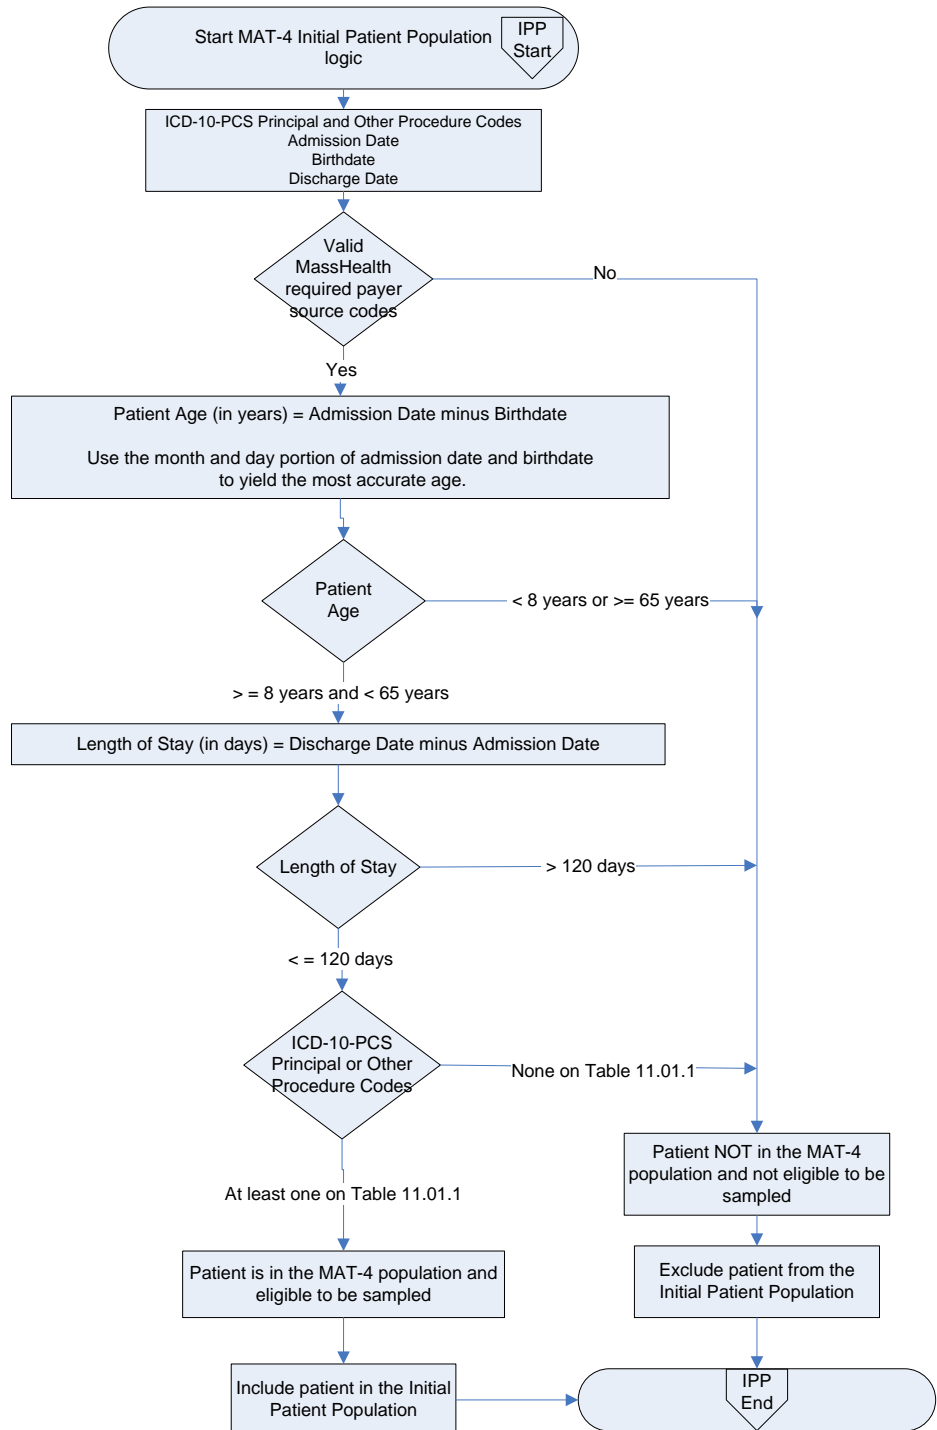 Start MAT-4 Initial Patient Population
logic
IPP
Start
ICD-10-PCS Principal and Other Procedure Codes
Admission Date
Birthdate
Discharge Date
Valid
MassHealth
required payer
source codes
No
Yes
Patient Age (in years) = Admission Date minus Birthdate
Use the month and day portion of admission date and birthdate
to yield the most accurate age.
Patient
Age
< 8 years or >= 65 years
> = 8 years and < 65 years
Length of Stay (in days) = Discharge Date minus Admission Date
Length of Stay
> 120 days
< = 120 days
ICD-10-PCS
Principal or Other
Procedure Codes
None on Table 11.01.1
At least one on Table 11.01.1
Patient NOT in the MAT-4
population and not eligible to be
sampled
Patient is in the MAT-4 population and
eligible to be sampled
Exclude patient from the
Initial Patient Population
Include patient in the Initial
Patient Population
IPP
End